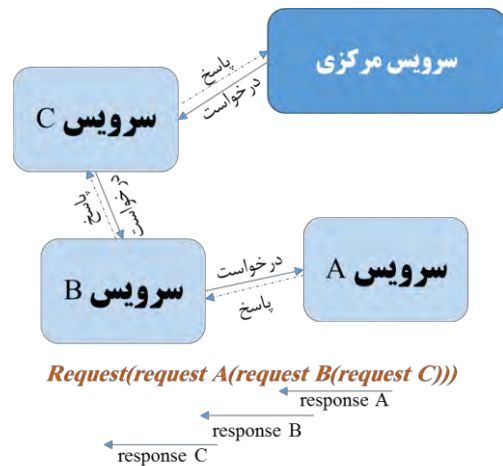 سرویس مرکزی
پاسخ
درخواست
سرویس C
درخواست
پاسخ
سرویس A
درخواست
سرویس B
پاسخ
Request(request A(request B(request C)))
response A
response B
response C